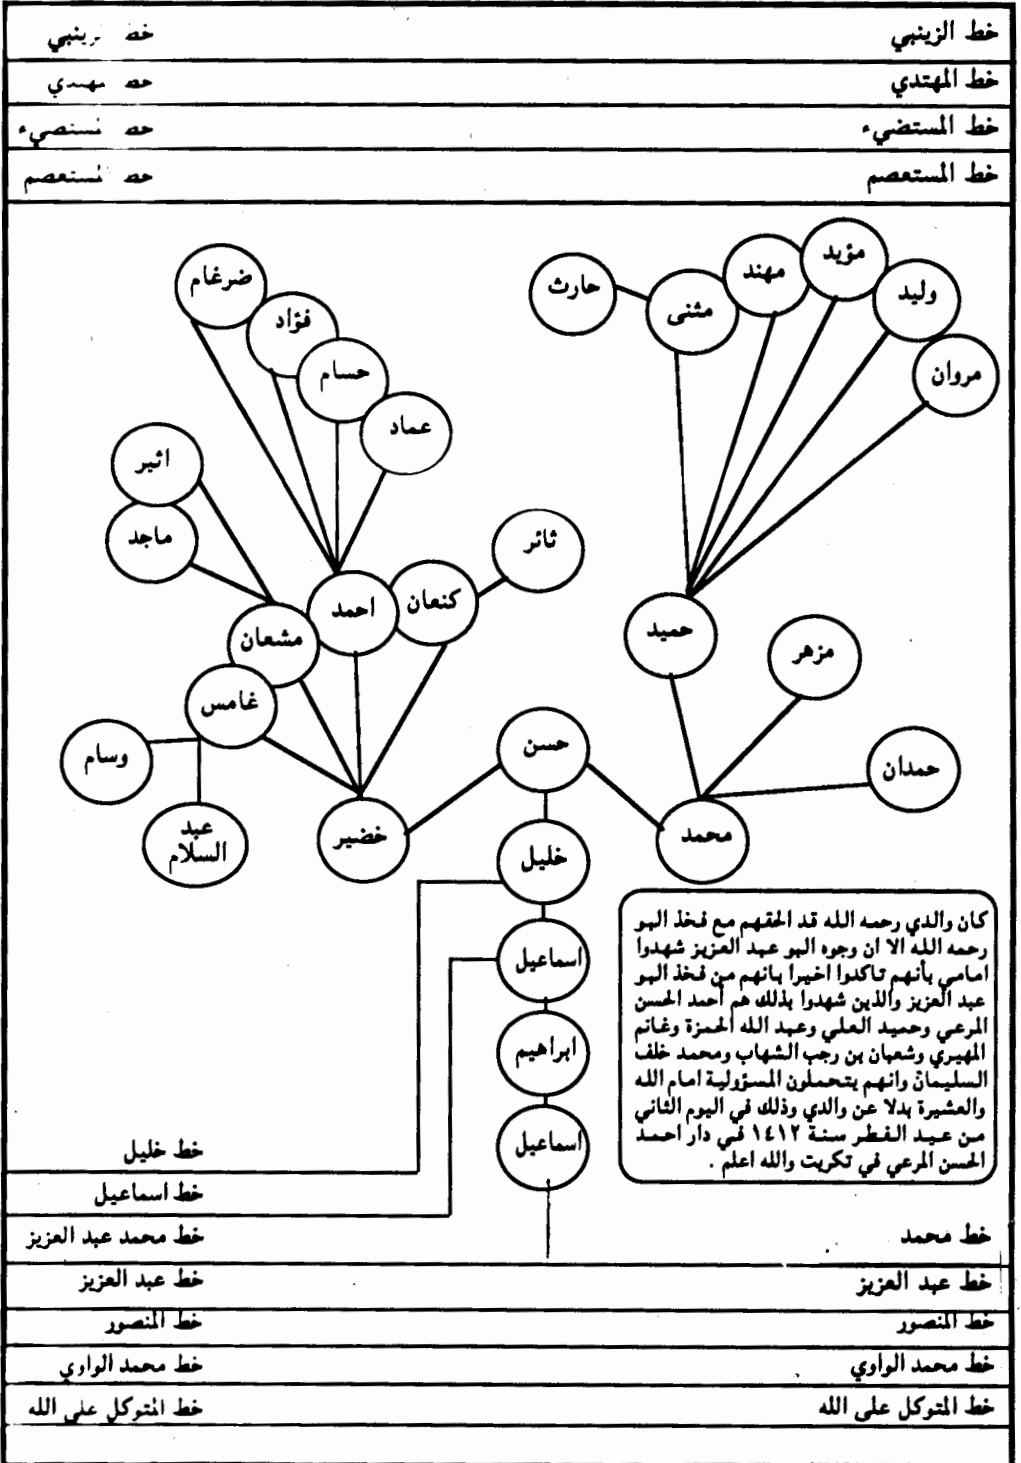 خط الزينبي
خط المهتدي
خط المستضيء
خط المستعصم
خط
خط
خط
خط
مؤيد
مهند
وليد
حارث
مثنى
مروان
ضرغام
فؤاد
حسام
عماد
اثير
ماجد
ثائر
كنعان
احمد
مشعان
غامس
وسام
عبد
السلام
خضير
حميد
مزهر
حمدان
محمد
حسن
خليل
اسماعيل
ابراهيم
اسماعيل
كان والدي رحمه الله قد الحقهم مع فخذ البو
رحمه الله الا ان وجوه البو عبد العزيز شهدوا
امامي بأنهم تاكدوا اخيرا بانهم من فخذ البو
عبد العزيز والذين شهدوا بذلك هم أحمد الحسن
المرعي وحميد العلي وعبد الله الحمزة وغانم
المهيري وشعبان بن رجب الشهاب ومحمد خلف
السليمان وانهم يتحملون المسؤولية امام الله
والعشيرة بدلا عن والدي وذلك في اليوم الثاني
من عيد الفطر سنة ١٤١٢ في دار احمد
الحسن المرعي في تكريت والله اعلم .
خط خليل
خط اسماعيل
خط محمد
خط محمد عبد العزيز
خط عبد العزيز
خط عبد العزيز
خط المنصور
خط المنصور
خط محمد الواوي
خط محمد الواوي
خط المتوكل على الله
خط المتوكل على الله